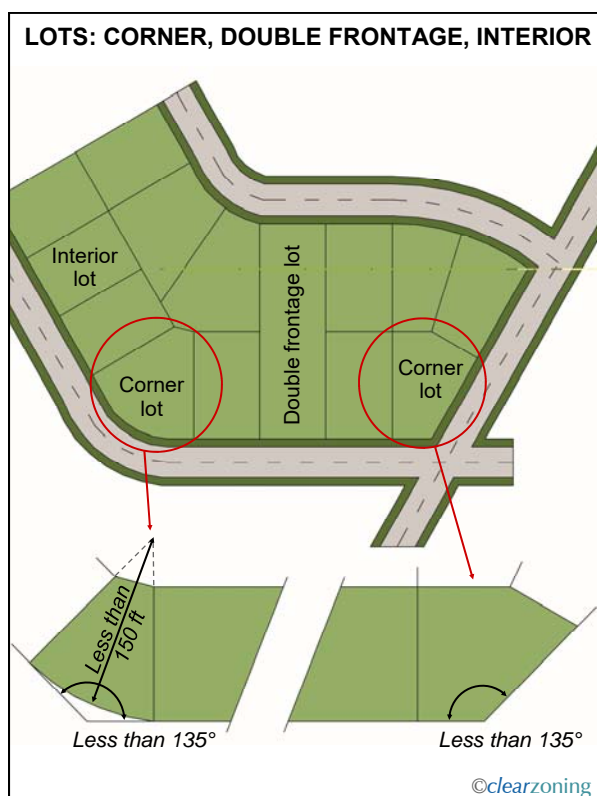 LOTS: CORNER, DOUBLE FRONTAGE, INTERIOR
Interior
lot
Double frontage lot
Corner
lot
Corner
lot
Less than
150 ft
Less than 135°
Less than 135°
©clearzoning